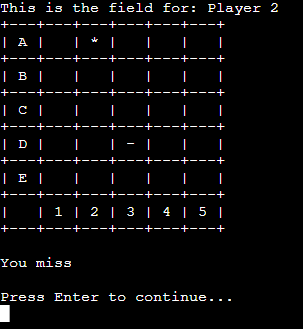 This is the field for: Player 2
+---+---+---+---+---+---+
| A |   | * |   |   |   |
+---+---+---+---+---+---+
| B |   |   |   |   |   |
+---+---+---+---+---+---+
| C |   |   |   |   |   |
+---+---+---+---+---+---+
| D |   |   | - |   |   |
+---+---+---+---+---+---+
| E |   |   |   |   |   |
+---+---+---+---+---+---+
|   | 1 | 2 | 3 | 4 | 5 |
+---+---+---+---+---+---+
You miss
Press Enter to continue...